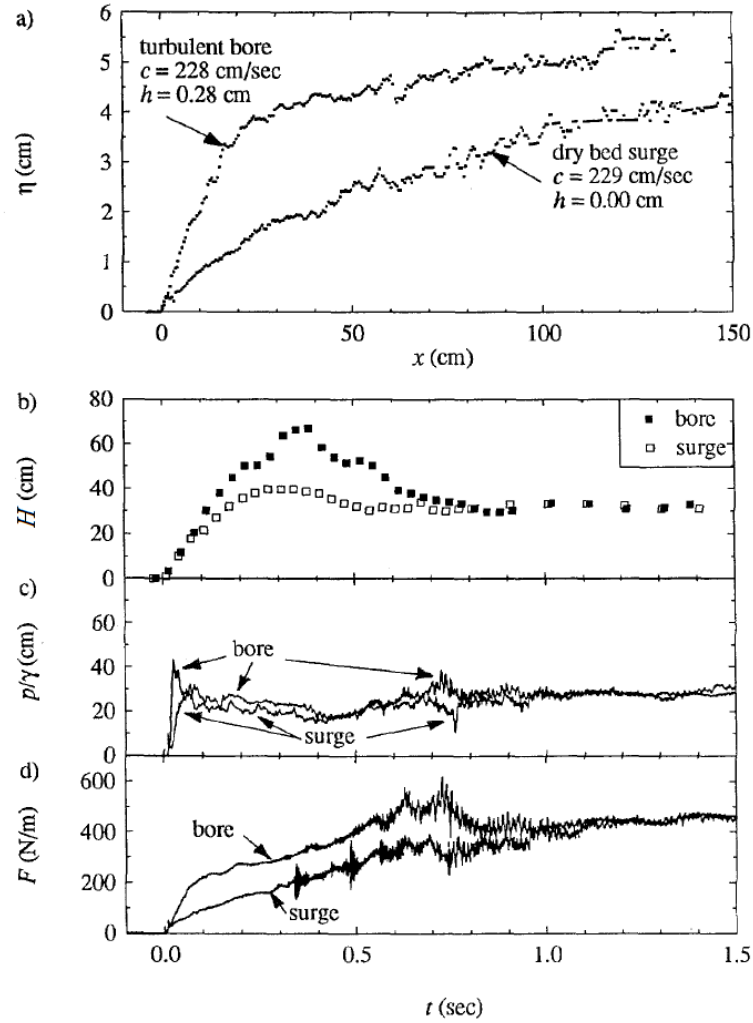 a)
6
5
4
3
2
1
0
η (cm)
turbulent bore
c = 228 cm/sec
h = 0.28 cm
dry bed surge
c = 229 cm/sec
h = 0.00 cm
0
50
100
150
x (cm)
b)
80
60
40
20
0
H (cm)
bore
surge
c)
60
40
20
0
p/γ (cm)
bore
surge
d)
600
400
200
0
F (N/m)
bore
surge
0.0
0.5
1.0
1.5
t (sec)